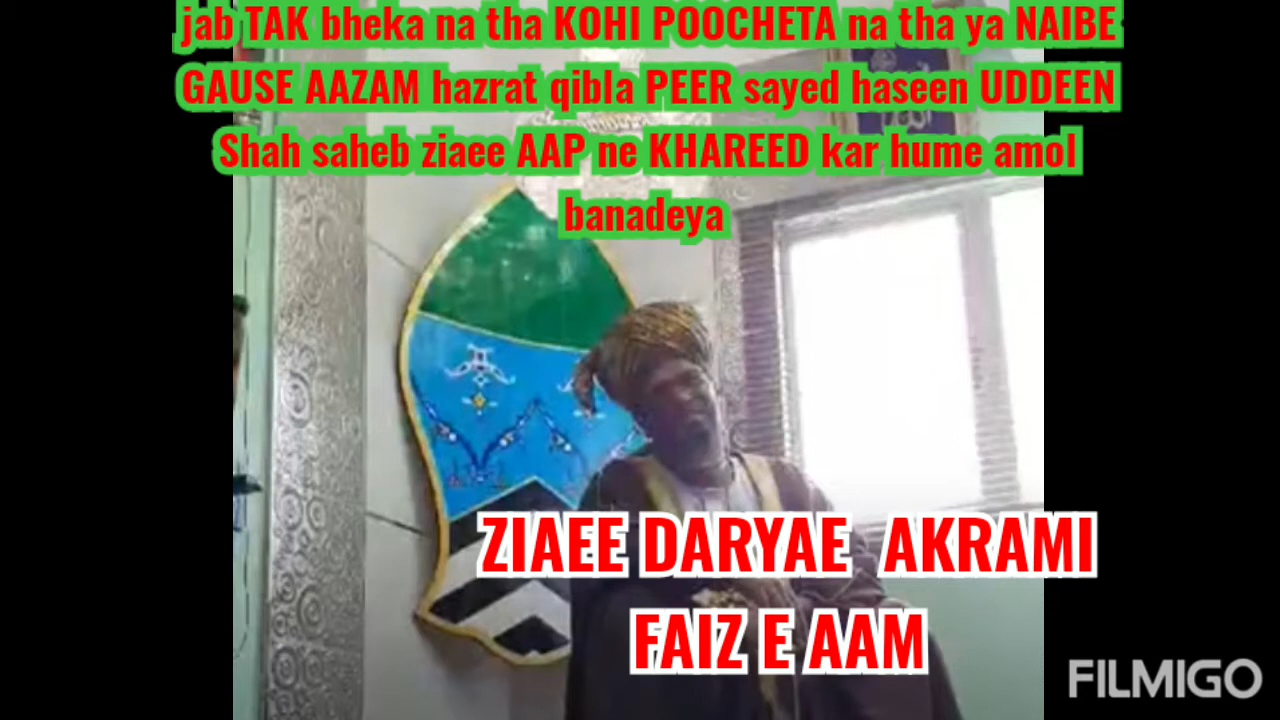 jab TAK bheka na tha KOHI POOCHETA na tha ya NAIBE
GAUSE AAZAM hazrat qibla PEER sayed haseen UDDEEN
Shah saheb ziaee AAP ne KHAREED kar hume amol
banadeya
ZIAEE DARYAE AKRAMI
FAIZ E AAM
FILMIGO